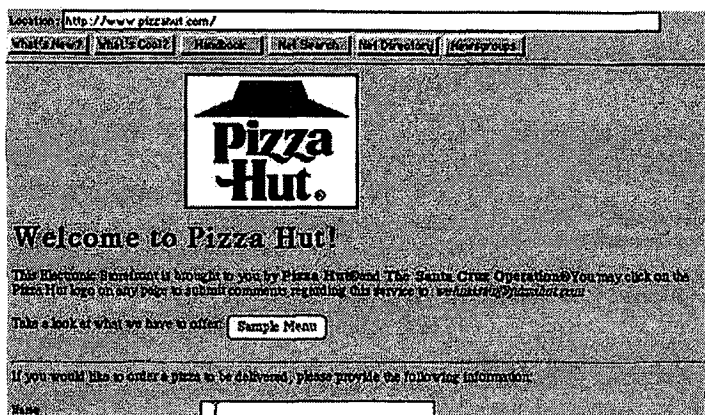 Location: http://www.pizzahut.com/
What's New? What's Cool? Handbook Net Search Net Directory Newsgroups
Pizza
Hut®
Welcome to Pizza Hut!
This Electronic Storefront is brought to you by Pizza Hut® and The Santa Cruz Operation® You may click on the
Pizza Hut logo on any page to submit comments regarding this service to
Take a look at what we have to offer: Sample Menu
If you would like to order a pizza to be delivered, please provide the following information:
Name